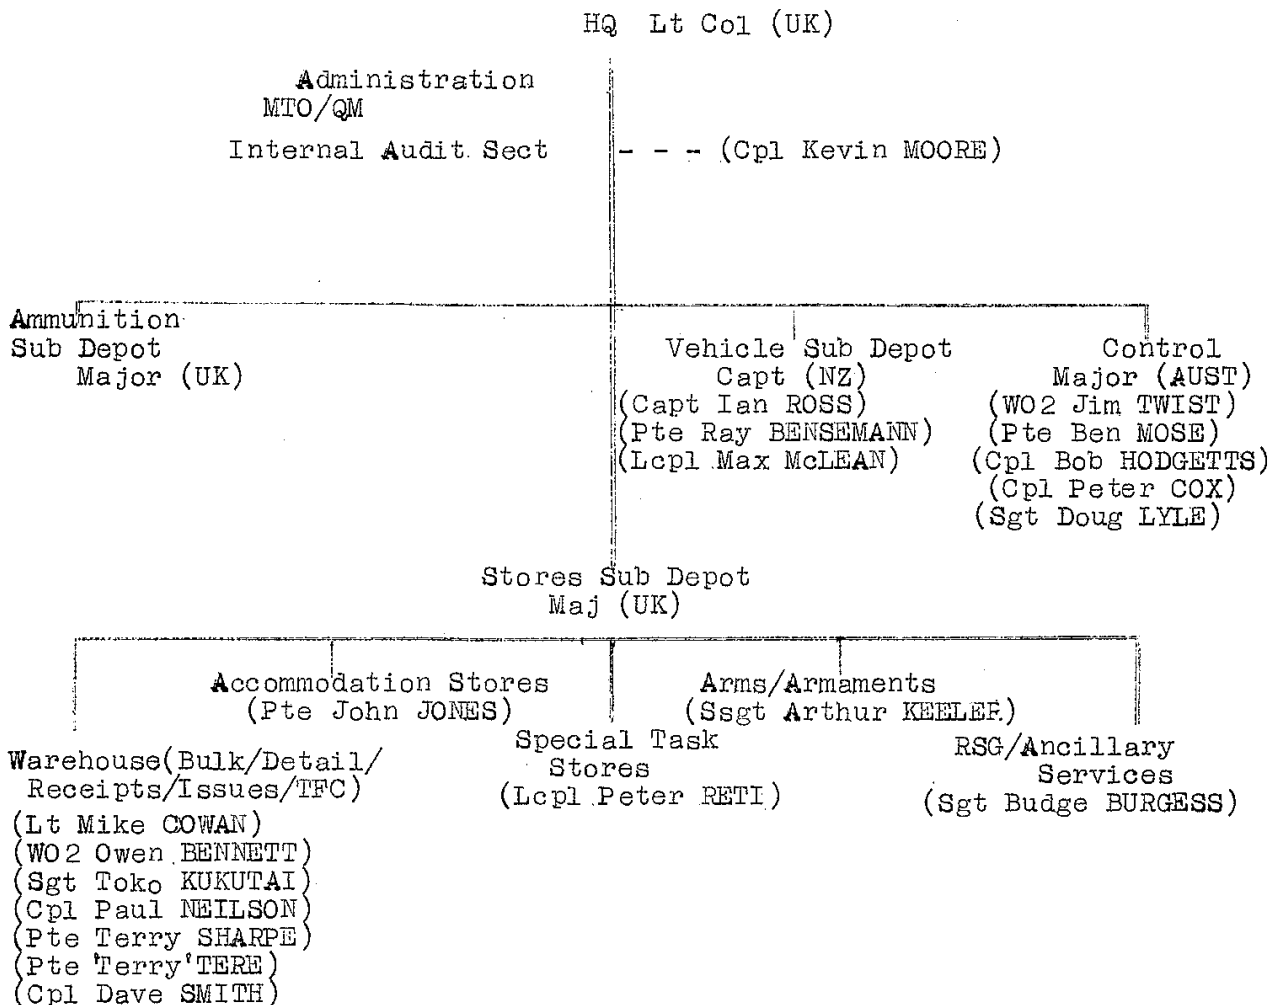 HQ Lt Col (UK)
Administration
MTO/QM
Internal Audit Sect - - - (Cpl Kevin MOORE)
Ammunition
Sub Depot
Major (UK)
Vehicle Sub Depot
Capt (NZ)
(Capt Ian ROSS)
(Pte Ray BENSEMANN)
(Lcpl Max McLEAN)
Control
Major (AUST)
(WO2 Jim TWIST)
(Pte Ben MOSE)
(Cpl Bob HODGETTS)
(Cpl Peter COX)
(Sgt Doug LYLE)
Stores Sub Depot
Maj (UK)
Accommodation Stores
(Pte John JONES)
Arms/Armaments
(Ssgt Arthur KEELER)
Warehouse(Bulk/Detail/
Receipts/Issues/TFC)
(Lt Mike COWAN)
(WO2 Owen BENNETT)
(Sgt Toko KUKUTAI)
(Cpl Paul NEILSON)
(Pte Terry SHARPE)
(Pte 'Terry' TERE)
(Cpl Dave SMITH)
Special Task
Stores
(Lcpl Peter RETI)
RSG/Ancillary
Services
(Sgt Budge BURGESS)